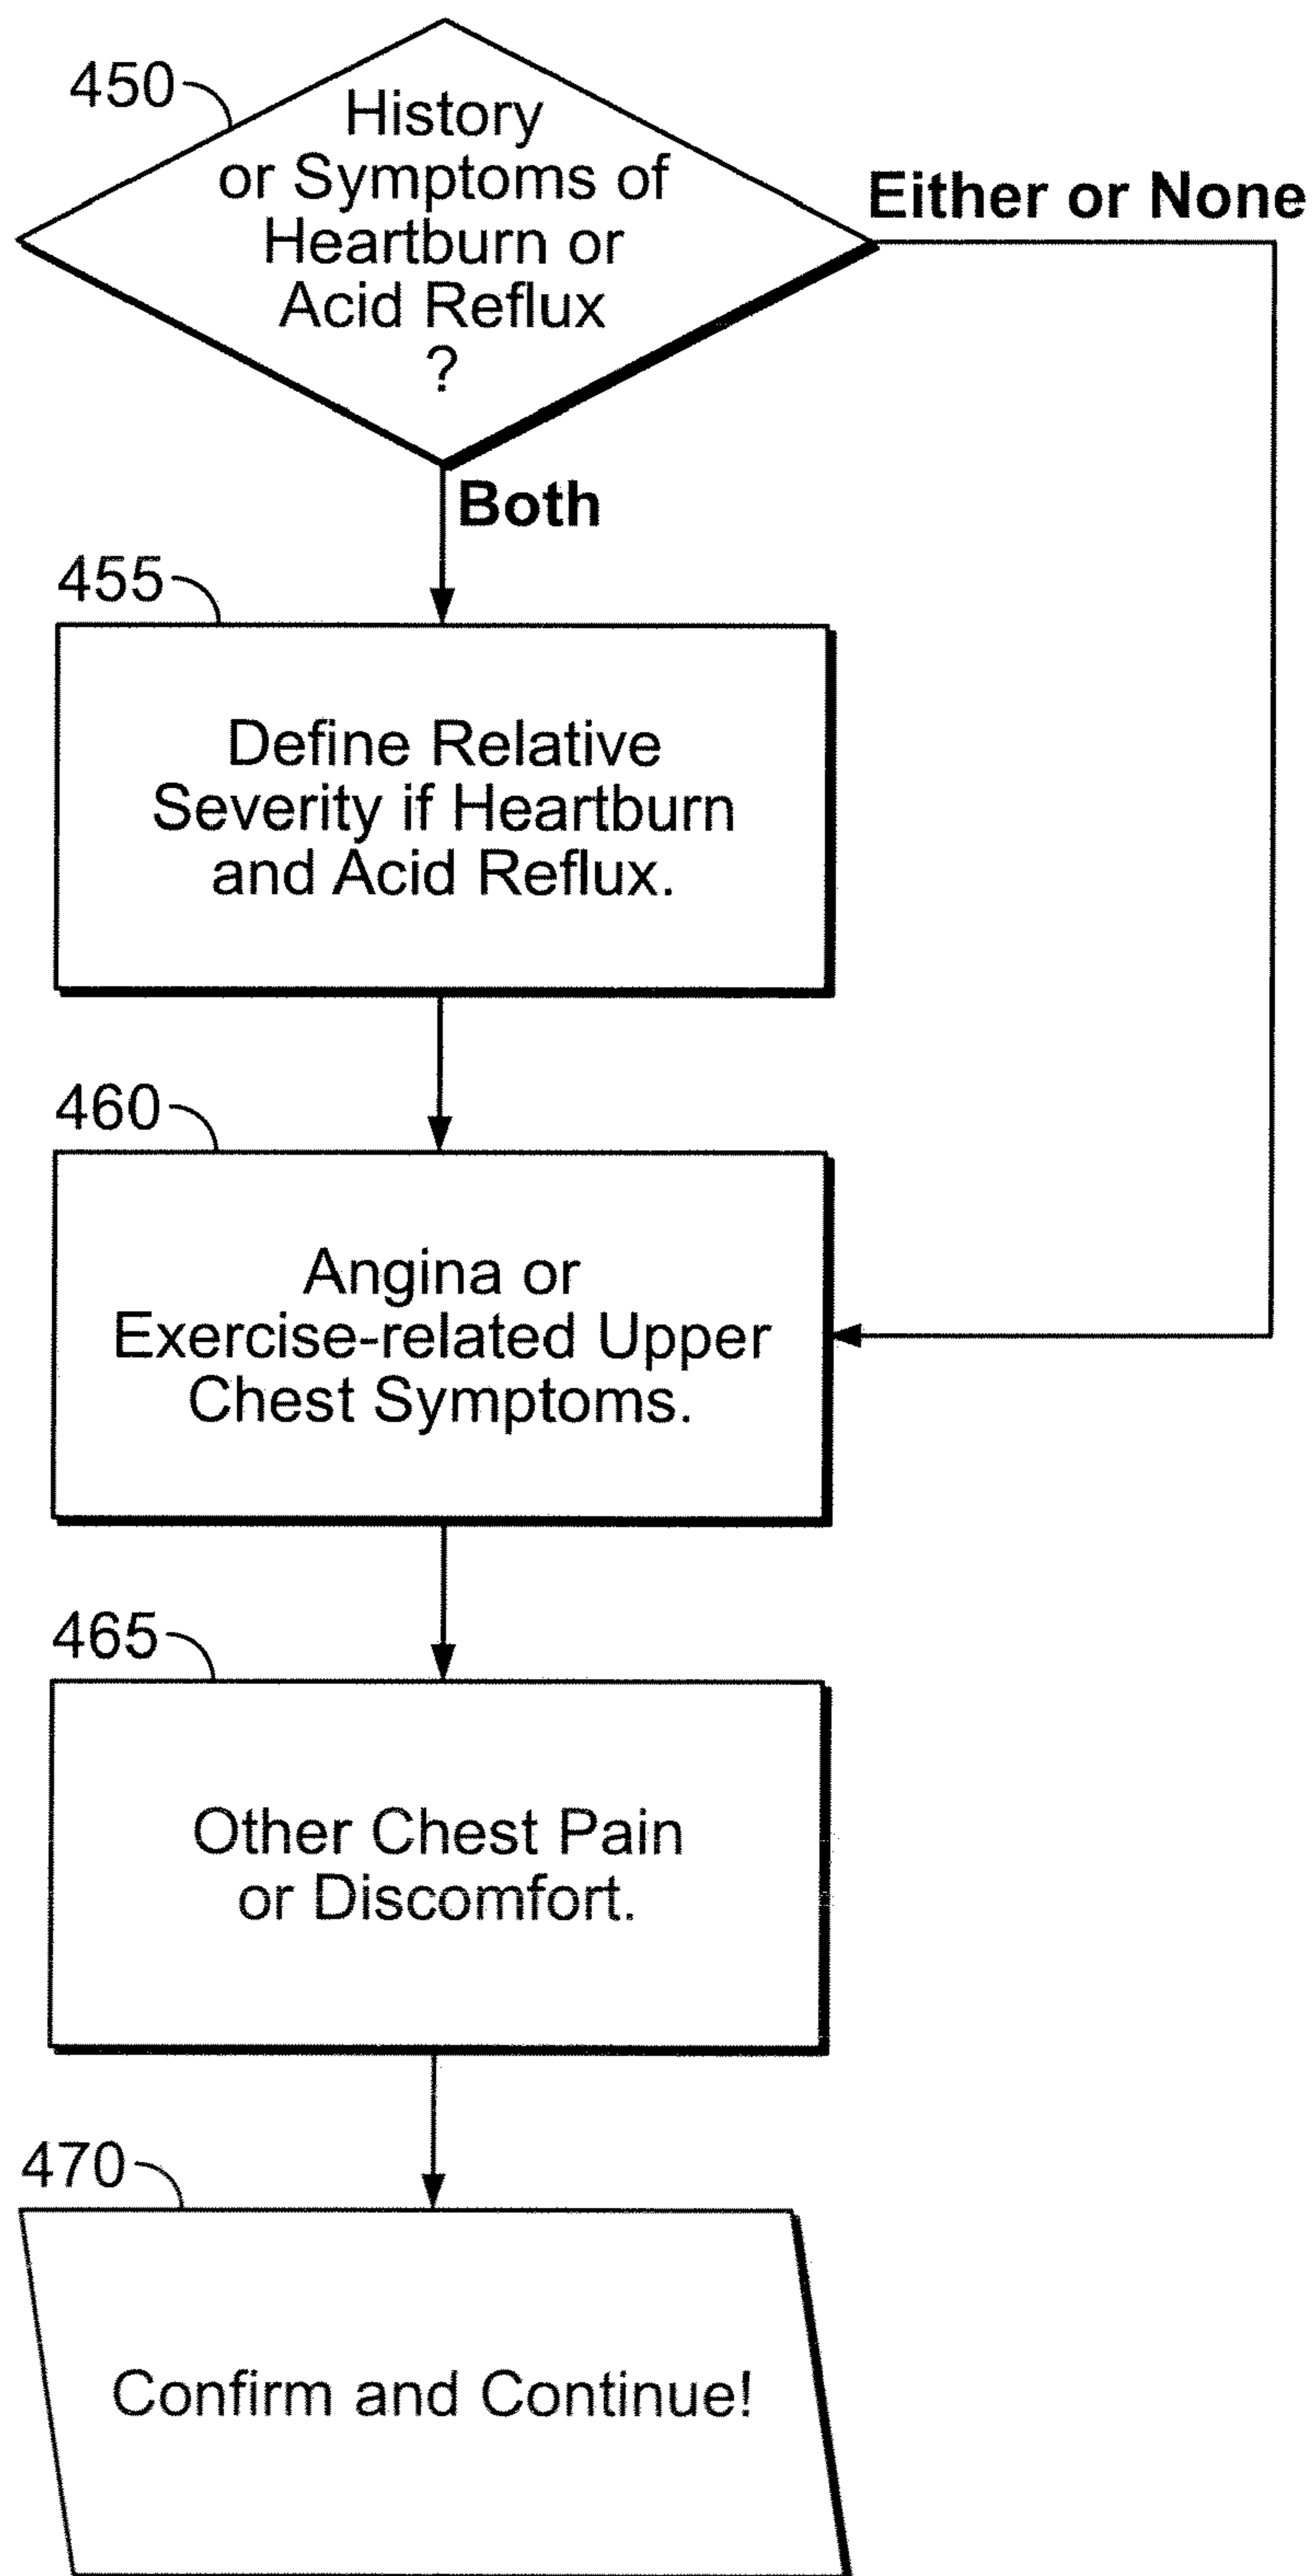 450
History
or Symptoms of
Heartburn or
Acid Reflux
?
Either or None
Both
455
Define Relative
Severity if Heartburn
and Acid Reflux.
460
Angina or
Exercise-related Upper
Chest Symptoms.
465
Other Chest Pain
or Discomfort.
470
Confirm and Continue!